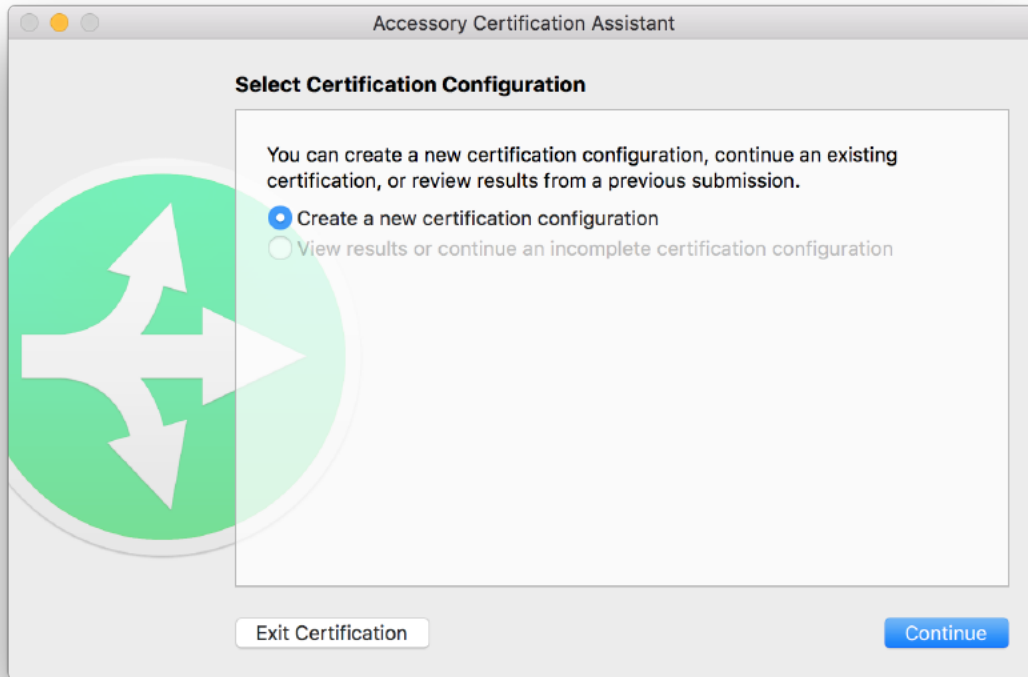 Accessory Certification Assistant
Select Certification Configuration
You can create a new certification configuration, continue an existing
certification, or review results from a previous submission.
Create a new certification configuration
View results or continue an incomplete certification configuration
Exit Certification
Continue